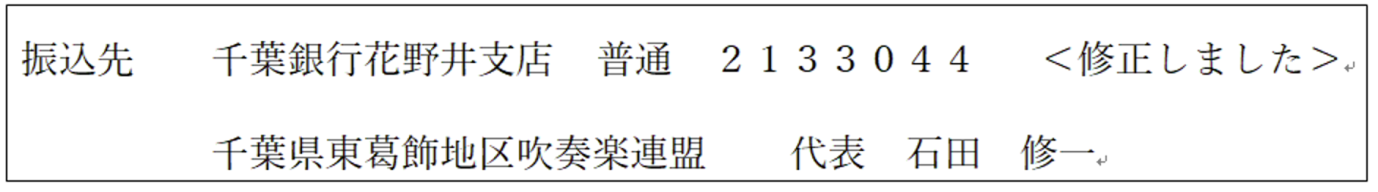 振込先　　千葉銀行花野井支店　普通　２１３３０４４　　＜修正しました＞
千葉県東葛飾地区吹奏楽連盟　　代表　石田　修一